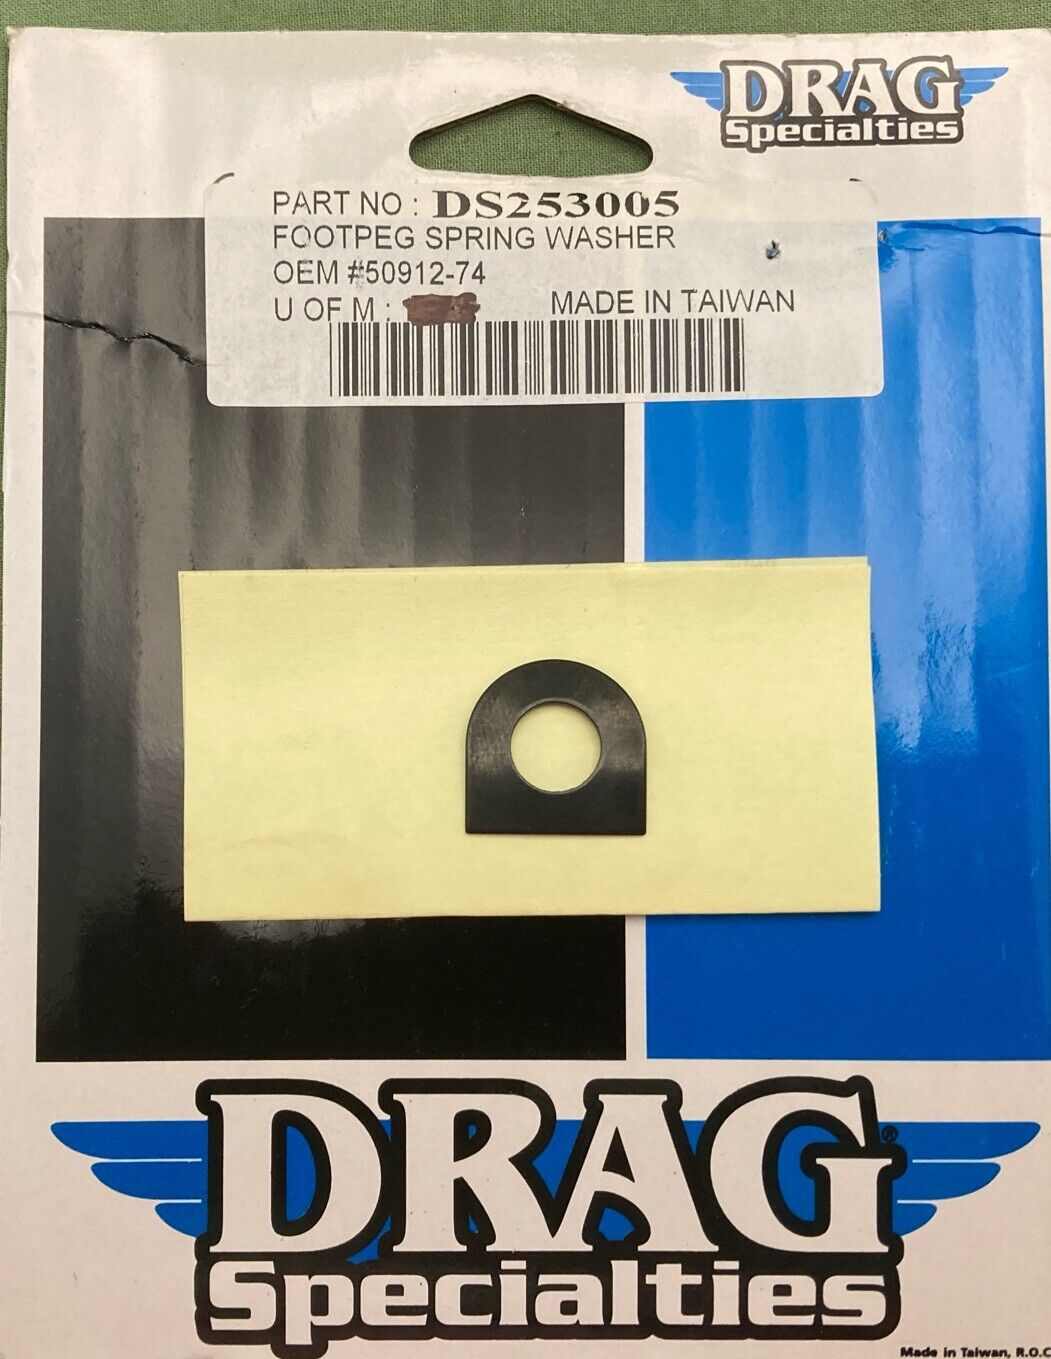 DRAG
Specialties
PART NO : DS253005
FOOTPEG SPRING WASHER
OEM #50912-74
U OF M :
MADE IN TAIWAN
DRAG®
Specialties
Made in Taiwan, R.O.C